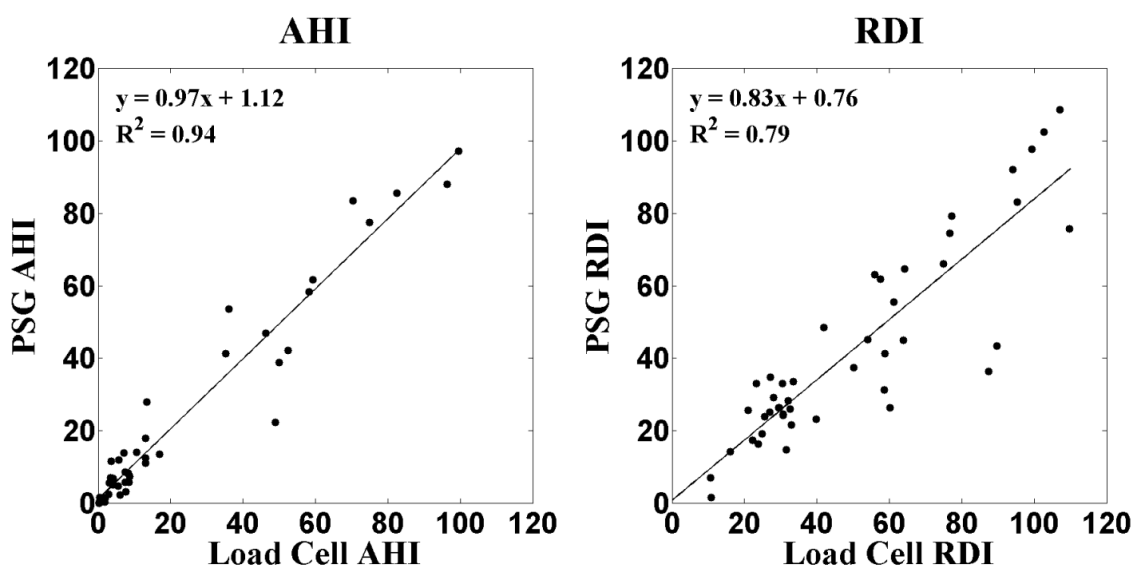 AHI
y = 0.97x + 1.12
R² = 0.94
120
100
80
60
40
20
0
PSG AHI
0 20 40 60 80 100 120
Load Cell AHI
RDI
y = 0.83x + 0.76
R² = 0.79
120
100
80
60
40
20
0
PSG RDI
0 20 40 60 80 100 120
Load Cell RDI